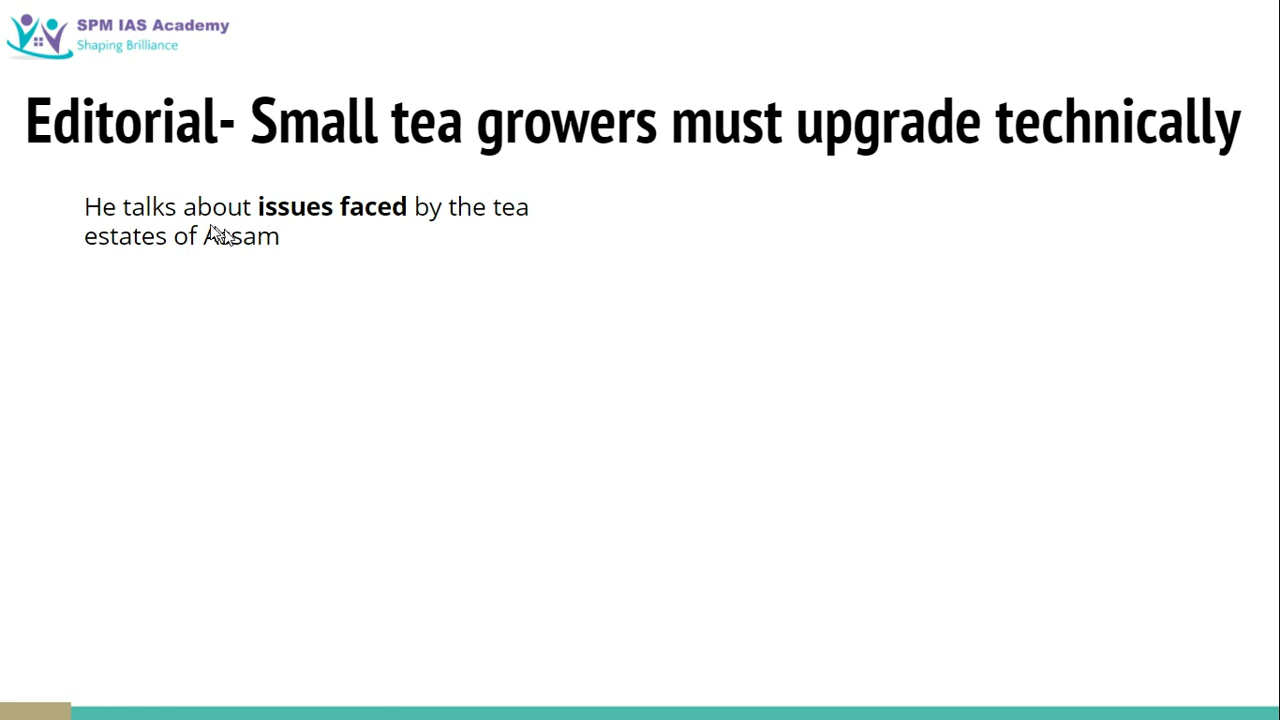 SPM IAS Academy
Shaping Brilliance
Editorial- Small tea growers must upgrade technically
He talks about issues faced by the tea
estates of Assam